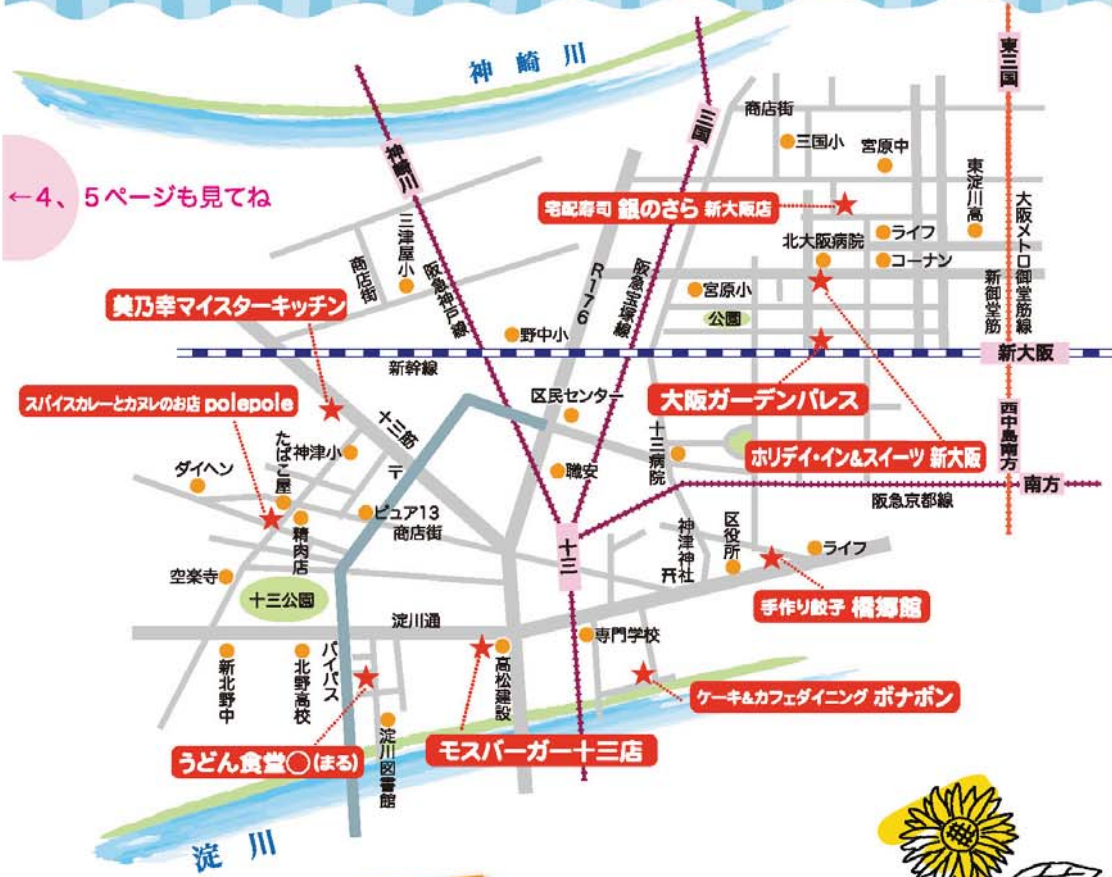 神崎川
東三国
商店街
三国
三国小
宮原中
神崎川
←4、5ページも見てね
東淀川高
大阪メトロ御堂筋線
宅配寿司 銀のさら 新大阪店
ライフ
北大阪病院
コーナン
三津屋小
商店街
阪急神戸線
R176
阪急宝塚線
新御堂筋
宮原小
公園
美乃幸マイスターキッチン
野中小
新幹線
新大阪
区民センター
大阪ガーデンパレス
スパイスカレーとカヌレのお店 polepole
十三筋
西中島南方
たばこ屋
神津小
〒
十三病院
ホリデイ・イン&スイーツ 新大阪
ダイヘン
職安
南方
阪急京都線
ピュア13
商店街
精肉店
十三
神津神社
区役所
ライフ
空楽寺
十三公園
手作り餃子 橘郷館
淀川通
専門学校
新北野中
北野高校
バイパス
高松建設
ケーキ&カフェダイニング ボナボン
うどん食堂○(まる)
淀川図書館
モスバーガー十三店
淀川